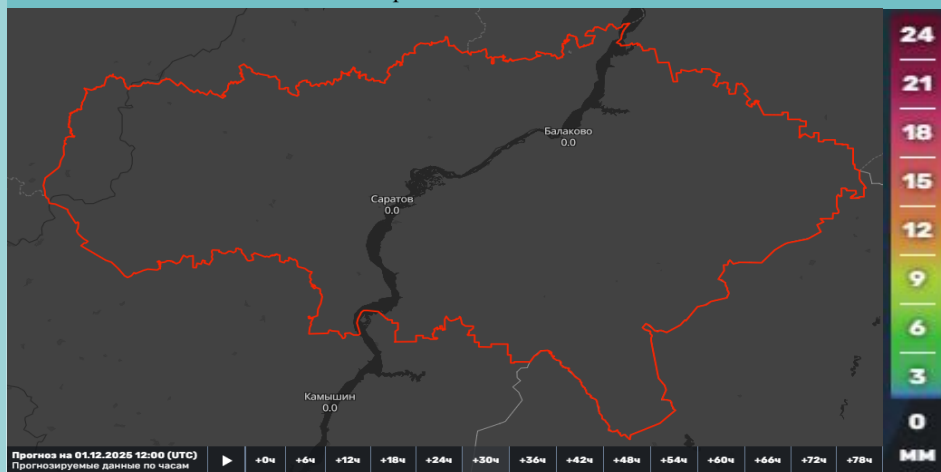 24
21
18
15
12
9
6
3
0
мм
Балаково
0.0
Саратов
0.0
Камышин
0.0
Прогноз на 01.12.2025 12:00 (UTC)
Прогнозируемые данные по часам
+0ч +6ч +12ч +18ч +24ч +30ч +36ч +42ч +48ч +54ч +60ч +66ч +72ч +78ч